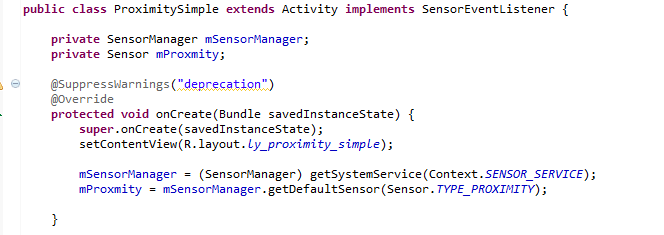 public class ProximitySimple extends Activity implements SensorEventListener {
private SensorManager mSensorManager;
private Sensor mProxmity;
@SuppressWarnings("deprecation")
@Override
protected void onCreate(Bundle savedInstanceState) {
super.onCreate(savedInstanceState);
setContentView(R.layout.ly_proximity_simple);
mSensorManager = (SensorManager) getSystemService(Context.SENSOR_SERVICE);
mProxmity = mSensorManager.getDefaultSensor(Sensor.TYPE_PROXIMITY);
}